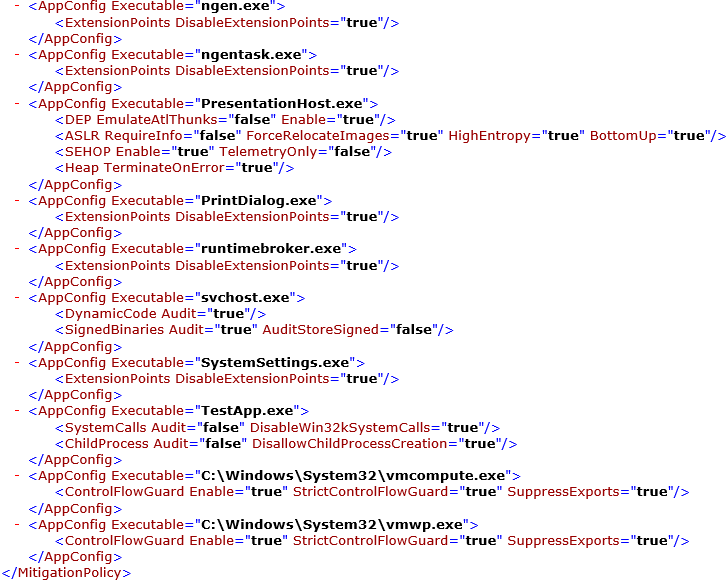 - <AppConfig Executable="ngen.exe">
<ExtensionPoints DisableExtensionPoints="true"/>
</AppConfig>
- <AppConfig Executable="ngentask.exe">
<ExtensionPoints DisableExtensionPoints="true"/>
</AppConfig>
- <AppConfig Executable="PresentationHost.exe">
<DEP EmulateAtlThunks="false" Enable="true"/>
<ASLR RequireInfo="false" ForceRelocateImages="true" HighEntropy="true" BottomUp="true"/>
<SEHOP Enable="true" TelemetryOnly="false"/>
<Heap TerminateOnError="true"/>
</AppConfig>
- <AppConfig Executable="PrintDialog.exe">
<ExtensionPoints DisableExtensionPoints="true"/>
</AppConfig>
- <AppConfig Executable="runtimebroker.exe">
<ExtensionPoints DisableExtensionPoints="true"/>
</AppConfig>
- <AppConfig Executable="svchost.exe">
<DynamicCode Audit="true"/>
<SignedBinaries Audit="true" AuditStoreSigned="false"/>
</AppConfig>
- <AppConfig Executable="SystemSettings.exe">
<ExtensionPoints DisableExtensionPoints="true"/>
</AppConfig>
- <AppConfig Executable="TestApp.exe">
<SystemCalls Audit="false" DisableWin32kSystemCalls="true"/>
<ChildProcess Audit="false" DisallowChildProcessCreation="true"/>
</AppConfig>
- <AppConfig Executable="C:\Windows\System32\vmcompute.exe">
<ControlFlowGuard Enable="true" StrictControlFlowGuard="true" SuppressExports="true"/>
</AppConfig>
- <AppConfig Executable="C:\Windows\System32\vmwp.exe">
<ControlFlowGuard Enable="true" StrictControlFlowGuard="true" SuppressExports="true"/>
</AppConfig>
</MitigationPolicy>